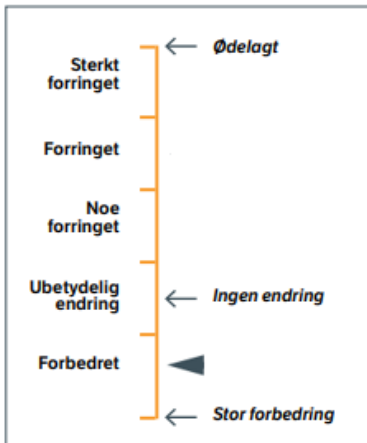 Ødelagt
Sterkt
forringet
Forringet
Noe
forringet
Ubetydelig
endring
Ingen endring
Forbedret
Stor forbedring